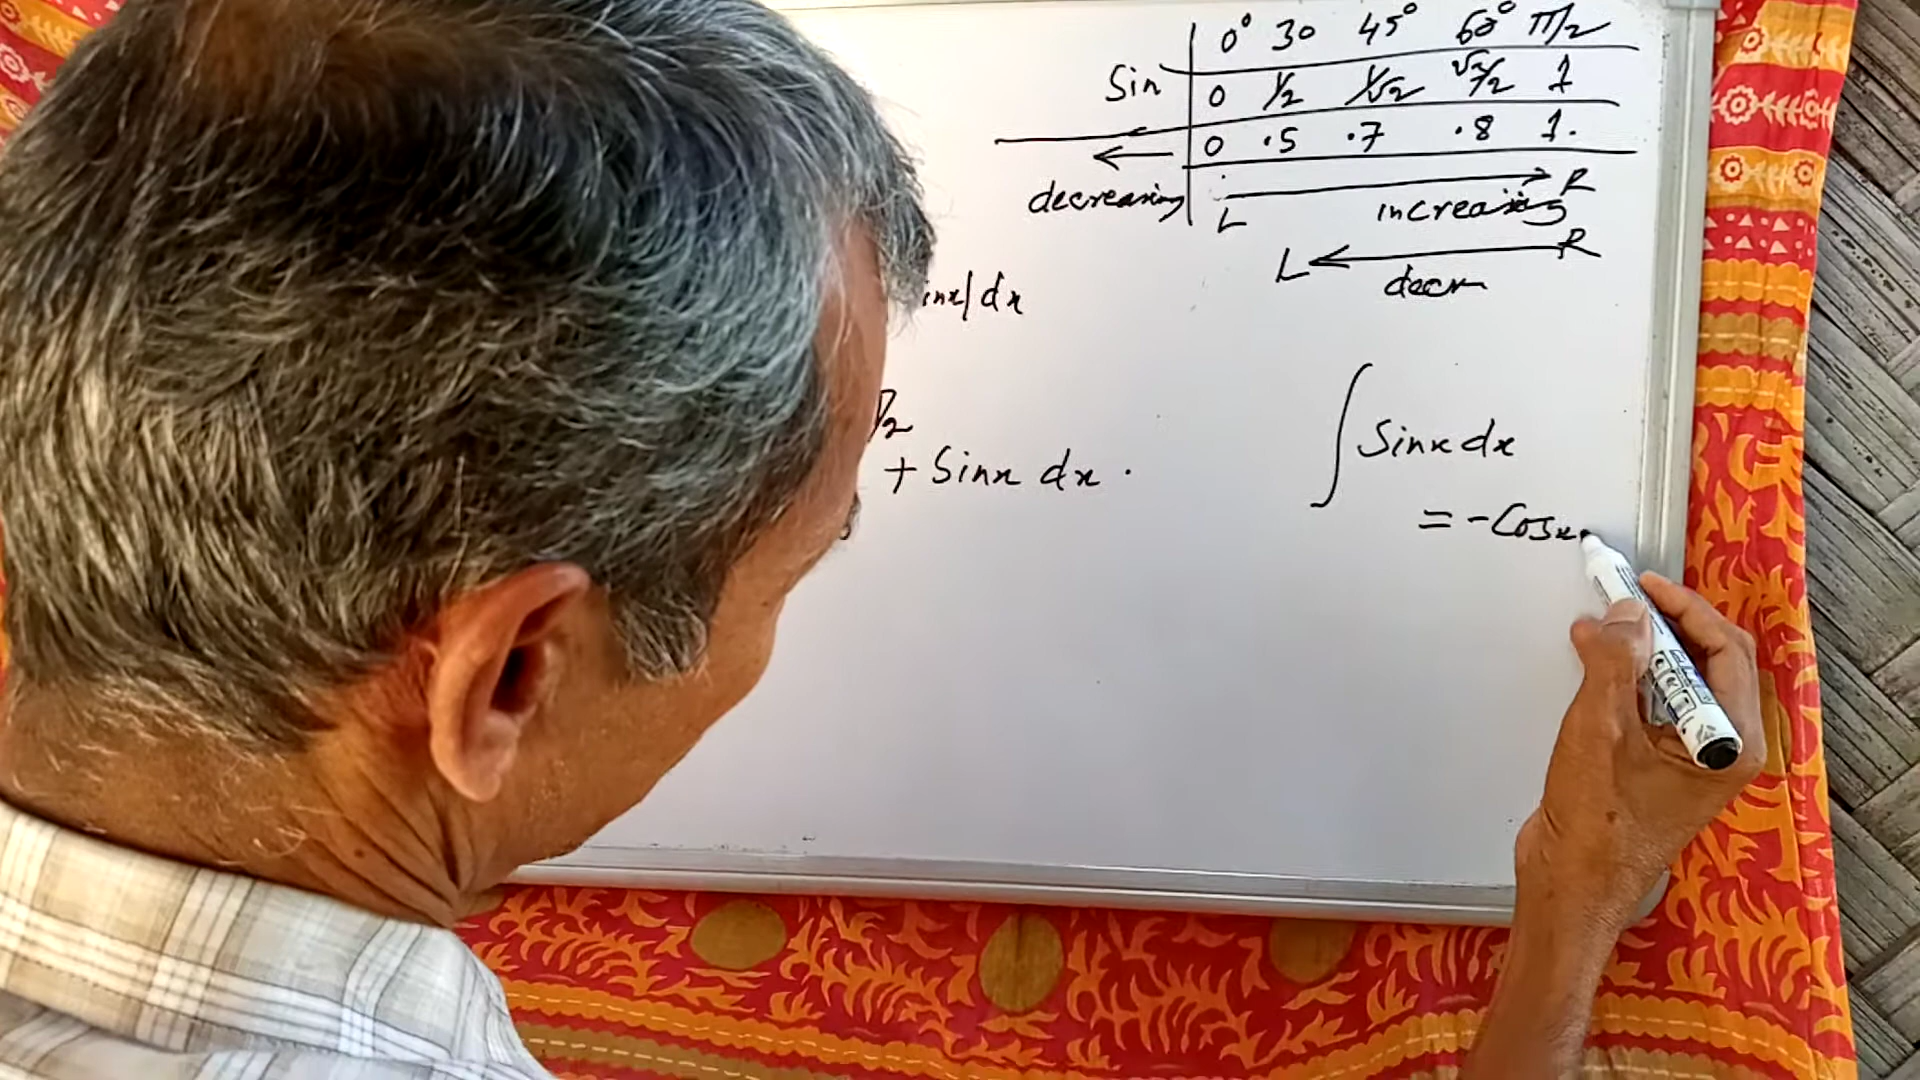 0° 30 45° 60° π/2
Sin 0 1/2 1/√2 √3/2 1
0 .5 .7 .8 1.
decreasing
L R
increasing
L R
decr
inx| dx
+ Sinx dx .
∫ Sinx dx
= -Cosx